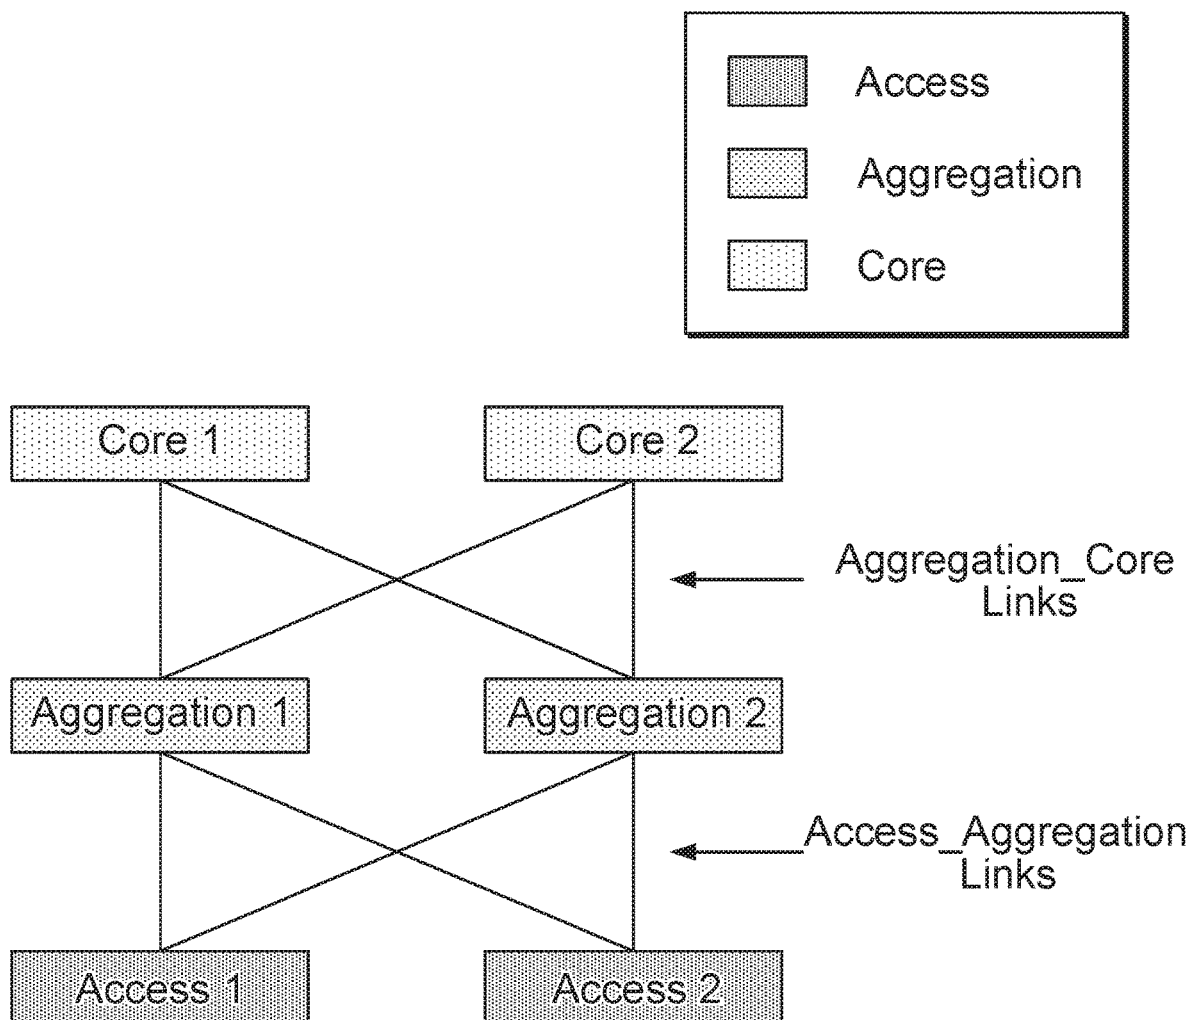 Access
Aggregation
Core
Core 1
Core 2
Aggregation_Core
Links
Aggregation 1
Aggregation 2
Access_Aggregation
Links
Access 1
Access 2